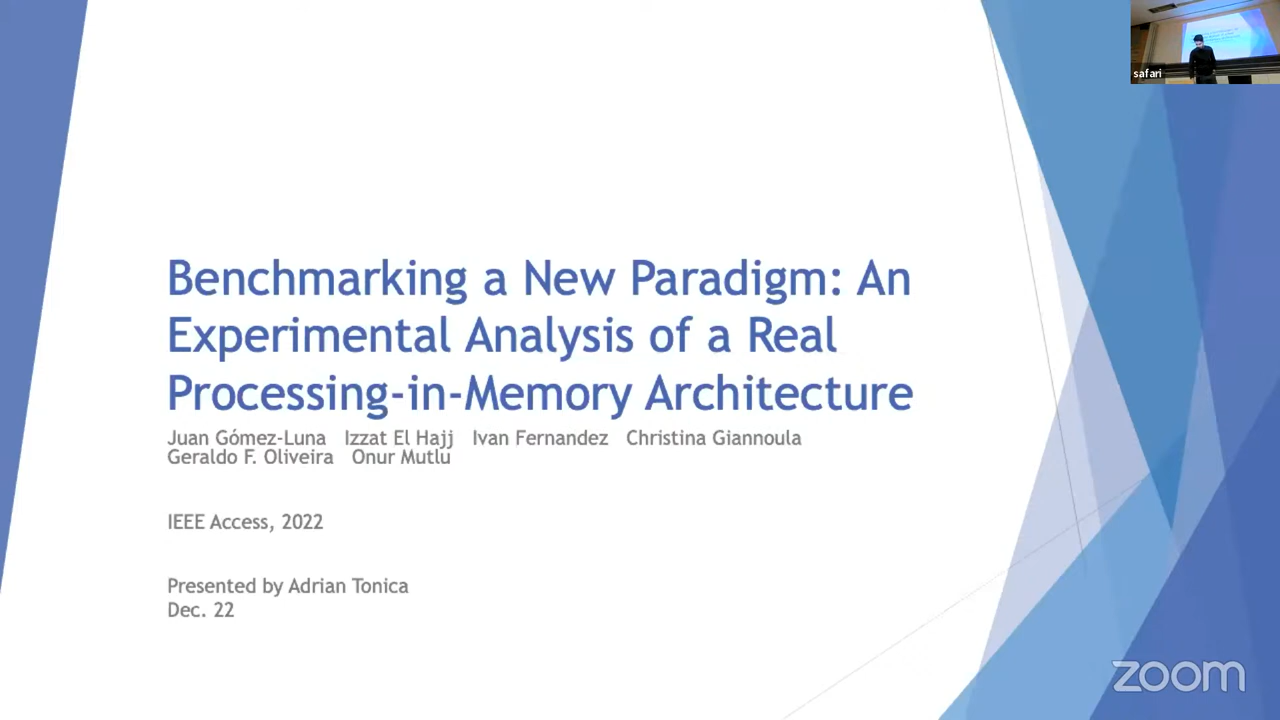 safari
Benchmarking a New Paradigm: An
Experimental Analysis of a Real
Processing-in-Memory Architecture
Juan Gómez-Luna Izzat El Hajj Ivan Fernandez Christina Giannoula
Geraldo F. Oliveira Onur Mutlu
IEEE Access, 2022
Presented by Adrian Tonica
Dec. 22
zoom